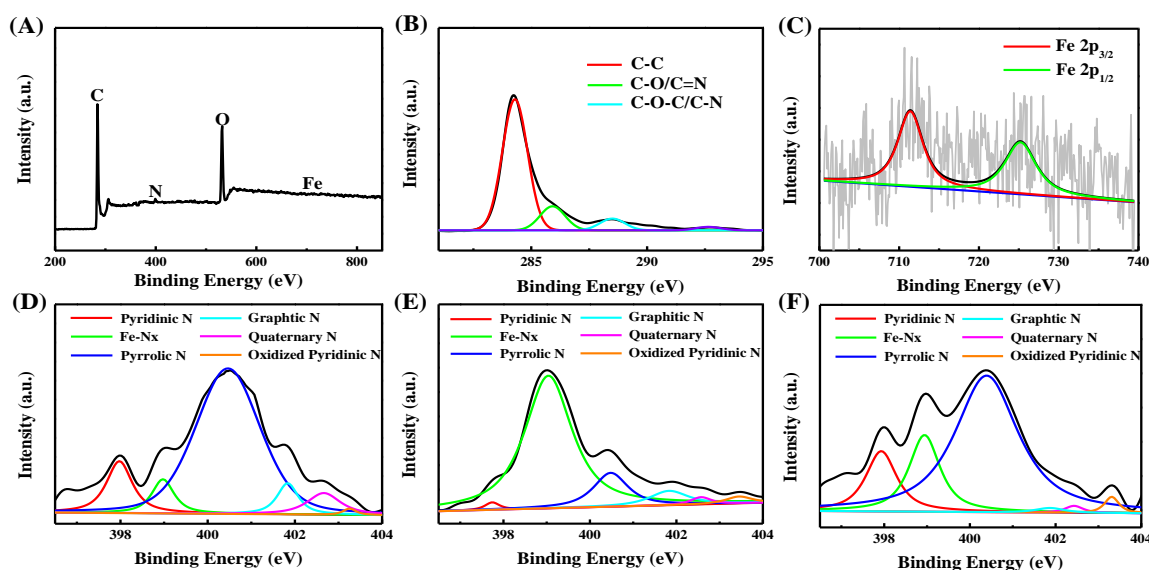 (A)
C
N
O
Fe
Intensity (a.u.)
200 400 600 800
Binding Energy (eV)
(B)
C-C
C-O/C=N
C-O-C/C-N
Intensity (a.u.)
285 290 295
Binding Energy (eV)
(C)
Fe 2p3/2
Fe 2p1/2
Intensity (a.u.)
700 710 720 730 740
Binding Energy (eV)
(D)
Pyridinic N
Fe-Nx
Pyrrolic N
Graphtic N
Quaternary N
Oxidized Pyridinic N
Intensity (a.u.)
398 400 402 404
Binding Energy (eV)
(E)
Pyridinic N
Fe-Nx
Pyrrolic N
Graphitic N
Quaternary N
Oxidized Pyridinic N
Intensity (a.u.)
398 400 402 404
Binding Energy (eV)
(F)
Pyridinic N
Fe-Nx
Pyrrolic N
Graphtic N
Quaternary N
Oxidized Pyridinic N
Intensity (a.u.)
398 400 402 404
Binding Energy (eV)